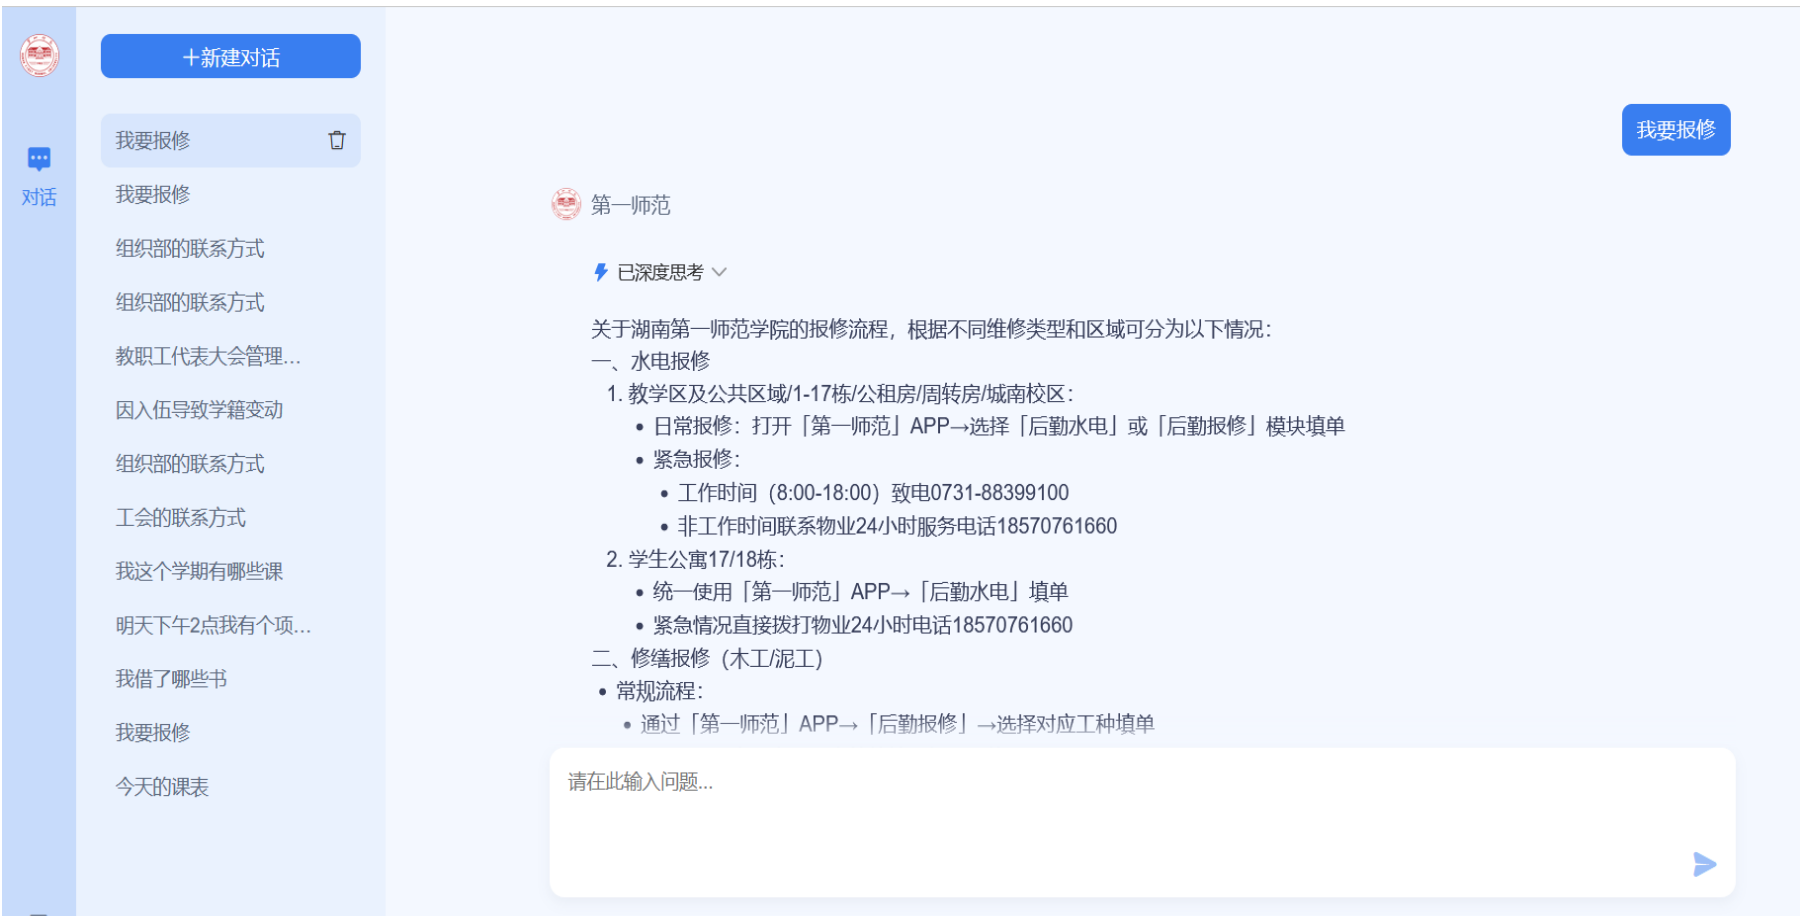 +新建对话
对话
我要报修
我要报修
组织部的联系方式
组织部的联系方式
教职工代表大会管理...
因入伍导致学籍变动
组织部的联系方式
工会的联系方式
我这个学期有哪些课
明天下午2点我有个项...
我借了哪些书
我要报修
今天的课表
我要报修
第一师范
已深度思考
关于湖南第一师范学院的报修流程，根据不同维修类型和区域可分为以下情况：
一、水电报修
1. 教学区及公共区域/1-17栋/公租房/周转房/城南校区：
• 日常报修：打开「第一师范」APP→选择「后勤水电」或「后勤报修」模块填单
• 紧急报修：
• 工作时间（8:00-18:00）致电0731-88399100
• 非工作时间联系物业24小时服务电话18570761660
2. 学生公寓17/18栋：
• 统一使用「第一师范」APP→「后勤水电」填单
• 紧急情况直接拨打物业24小时电话18570761660
二、修缮报修（木工/泥工）
• 常规流程：
• 通过「第一师范」APP→「后勤报修」→选择对应工种填单
请在此输入问题...